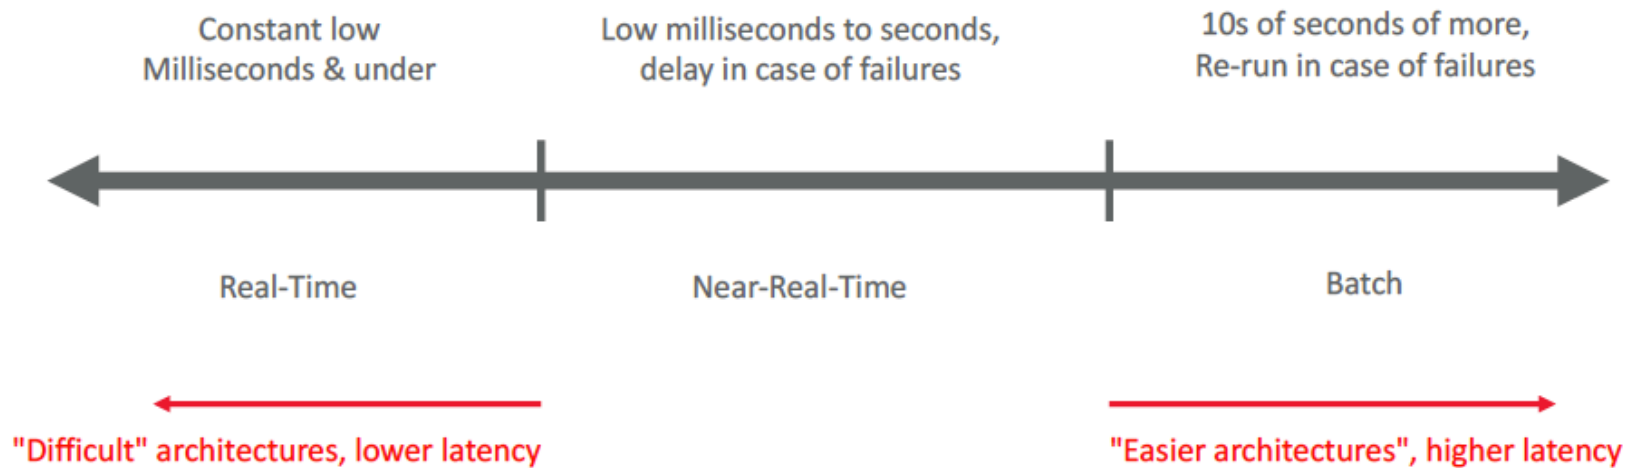 Constant low
Milliseconds & under
Low milliseconds to seconds,
delay in case of failures
10s of seconds of more,
Re-run in case of failures
Real-Time
Near-Real-Time
Batch
"Difficult" architectures, lower latency
"Easier architectures", higher latency